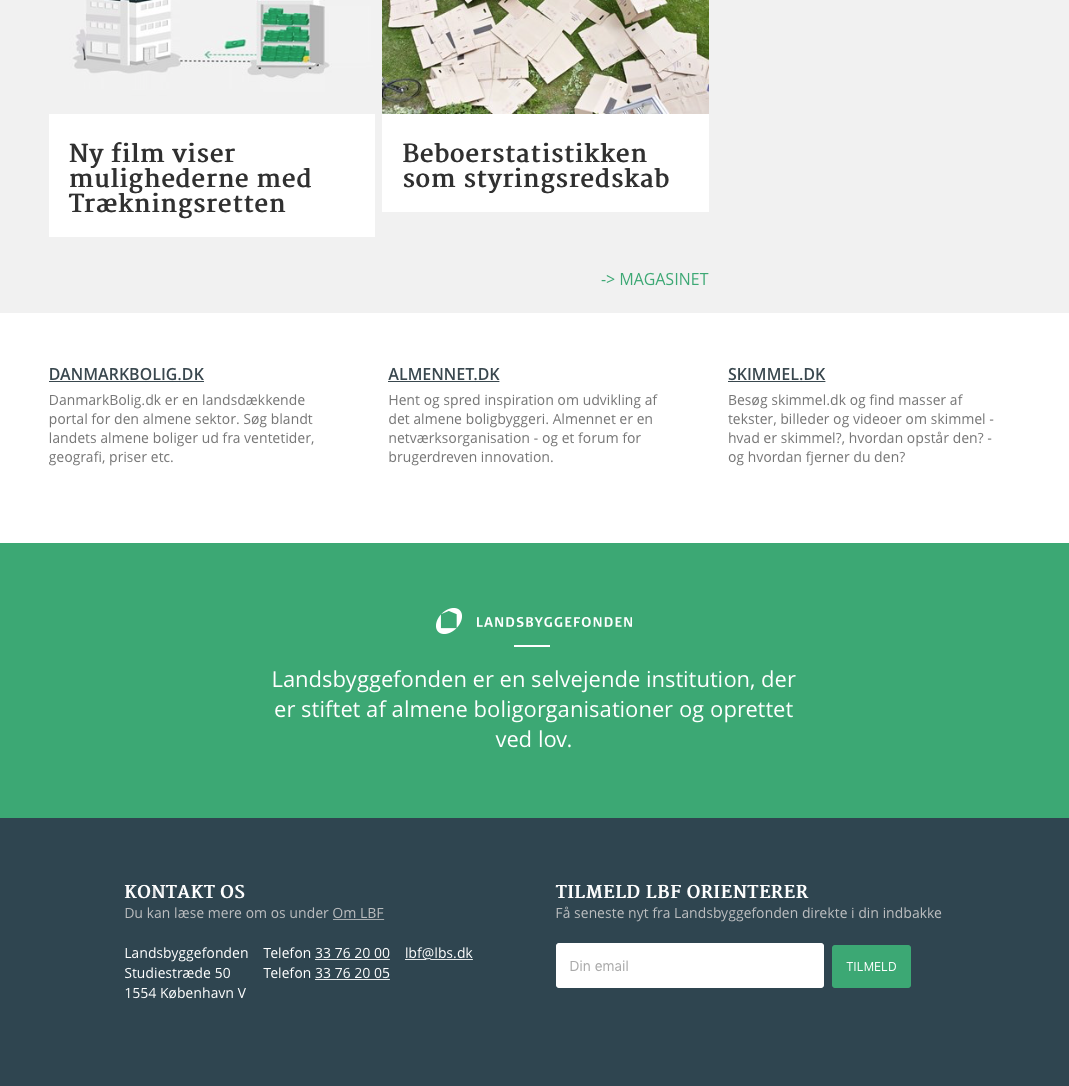 Ny film viser
mulighederne med
Trækningsretten
Beboerstatistikken
som styringsredskab
-> MAGASINET
DANMARKBOLIG.DK
DanmarkBolig.dk er en landsdækkende
portal for den almene sektor. Søg blandt
landets almene boliger ud fra ventetider,
geografi, priser etc.
ALMENNET.DK
Hent og spred inspiration om udvikling af
det almene boligbyggeri. Almennet er en
netværksorganisation - og et forum for
brugerdreven innovation.
SKIMMEL.DK
Besøg skimmel.dk og find masser af
tekster, billeder og videoer om skimmel -
hvad er skimmel?, hvordan opstår den? -
og hvordan fjerner du den?
LANDSBYGGEFONDEN
Landsbyggefonden er en selvejende institution, der
er stiftet af almene boligorganisationer og oprettet
ved lov.
KONTAKT OS
Du kan læse mere om os under Om LBF
Landsbyggefonden
Studiestræde 50
1554 København V
Telefon 33 76 20 00
Telefon 33 76 20 05
lbf@lbs.dk
TILMELD LBF ORIENTERER
Få seneste nyt fra Landsbyggefonden direkte i din indbakke
Din email
TILMELD